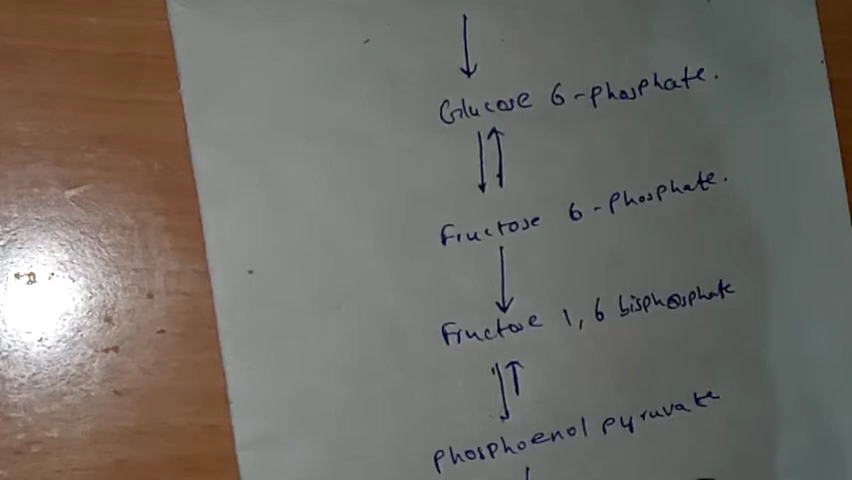 Glucose 6-phosphate.
Fructose 6-phosphate.
Fructose 1,6 bisphosphate
Phosphoenol pyruvate